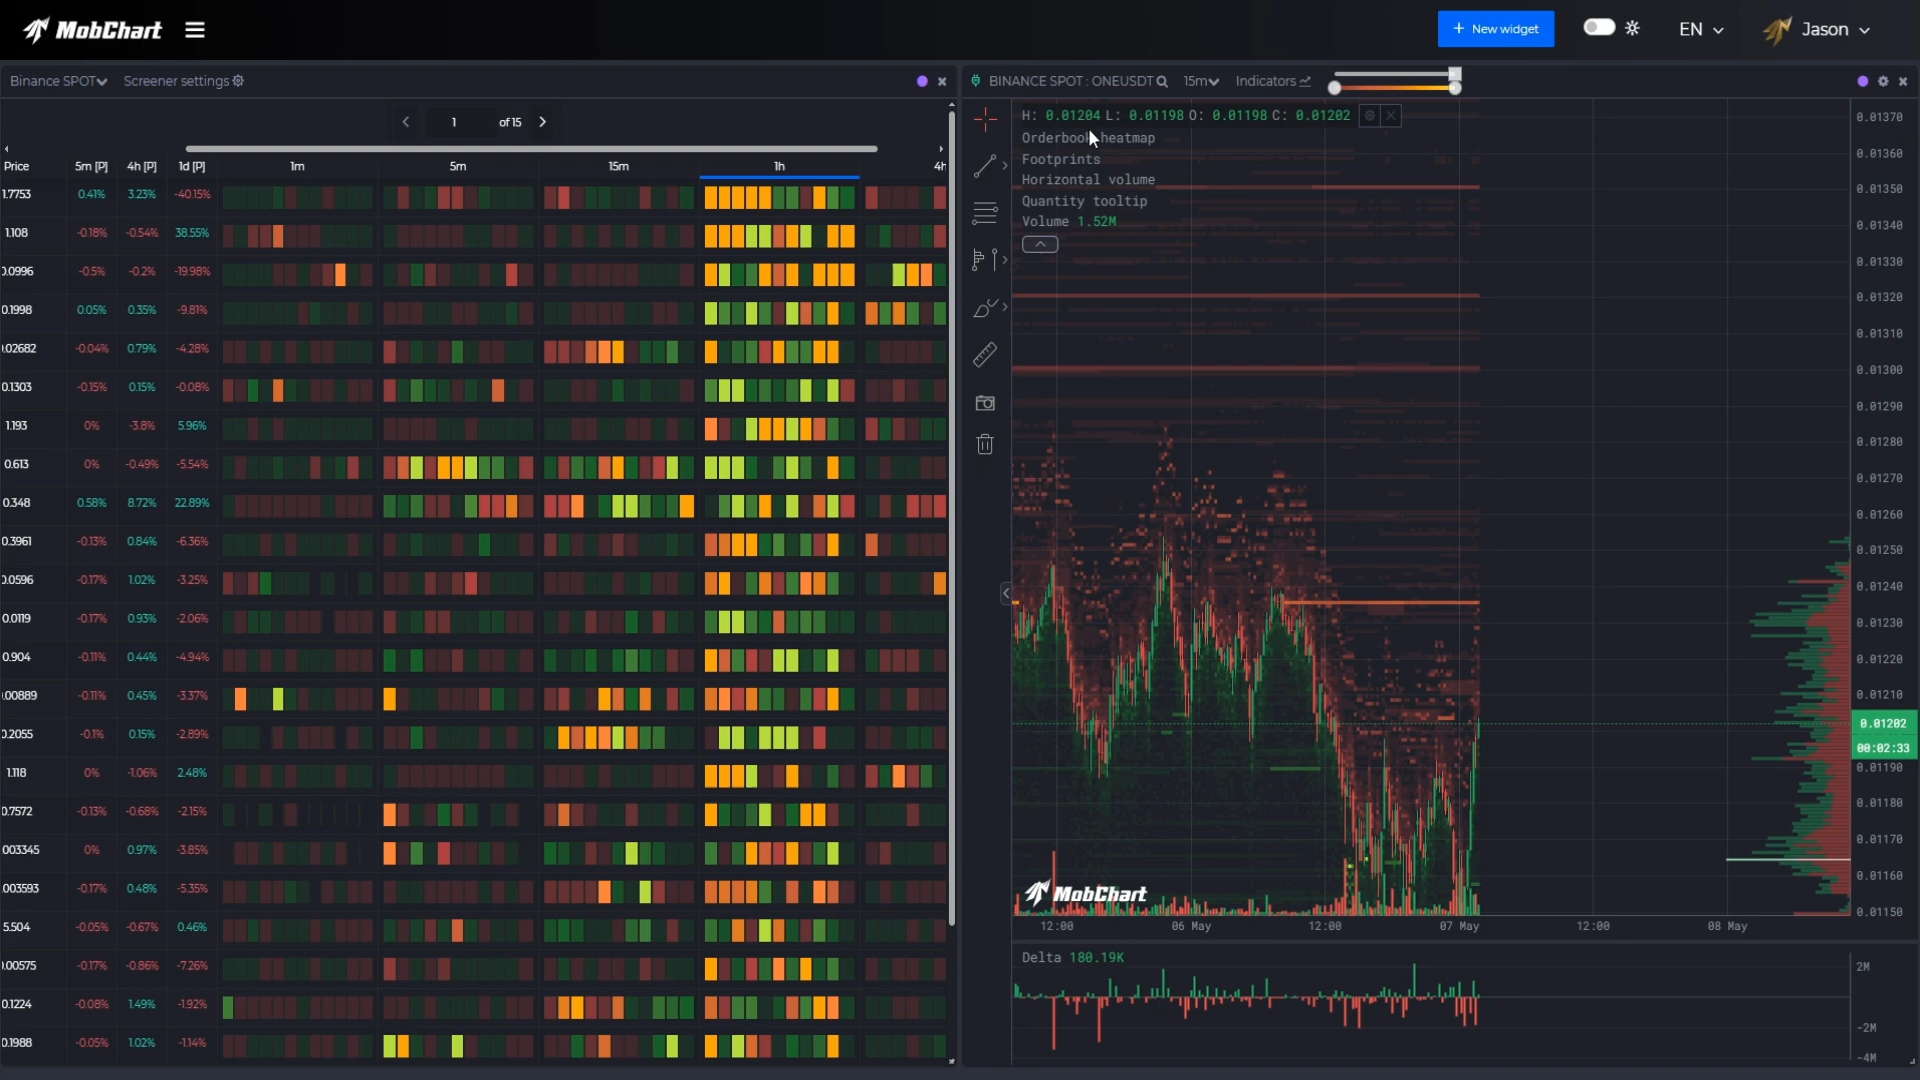 MobChart
+ New widget
EN
Jason
Binance SPOT
Screener settings
BINANCE SPOT : ONEUSDT
15m
Indicators
1 of 15
Price 5m [P] 4h [P] 1d [P] 1m 5m 15m 1h 4h
1.7753 0.41% 3.23% -40.15%
1.108 -0.18% -0.54% 38.55%
0.0996 -0.5% -0.2% -19.98%
0.1998 0.05% 0.35% -9.81%
0.02682 -0.04% 0.79% -4.28%
0.1303 -0.15% 0.15% -0.08%
1.193 0% -3.8% 5.96%
0.613 0% -0.49% -5.54%
0.348 0.58% 8.72% 22.89%
0.3961 -0.13% 0.84% -6.36%
0.0596 -0.17% 1.02% -3.25%
0.0119 -0.17% 0.93% -2.06%
0.904 -0.11% 0.44% -4.94%
.00889 -0.11% 0.45% -3.37%
0.2055 -0.1% 0.15% -2.89%
1.118 0% -1.06% 2.48%
0.7572 -0.13% -0.68% -2.15%
003345 0% 0.97% -3.85%
.003593 -0.17% 0.48% -5.35%
5.504 -0.05% -0.67% 0.46%
.00575 -0.17% -0.86% -7.26%
0.1224 -0.08% 1.49% -1.92%
0.1988 -0.05% 1.02% -1.14%
H: 0.01204 L: 0.01198 O: 0.01198 C: 0.01202
Orderbook heatmap
Footprints
Horizontal volume
Quantity tooltip
Volume 1.52M
0.01370
0.01360
0.01350
0.01340
0.01330
0.01320
0.01310
0.01300
0.01290
0.01280
0.01270
0.01260
0.01250
0.01240
0.01230
0.01220
0.01210
0.01202
00:02:33
0.01190
0.01180
0.01170
0.01160
0.01150
MobChart
12:00 06 May 12:00 07 May 12:00 08 May
Delta 180.19K
2M
-2M
-4M